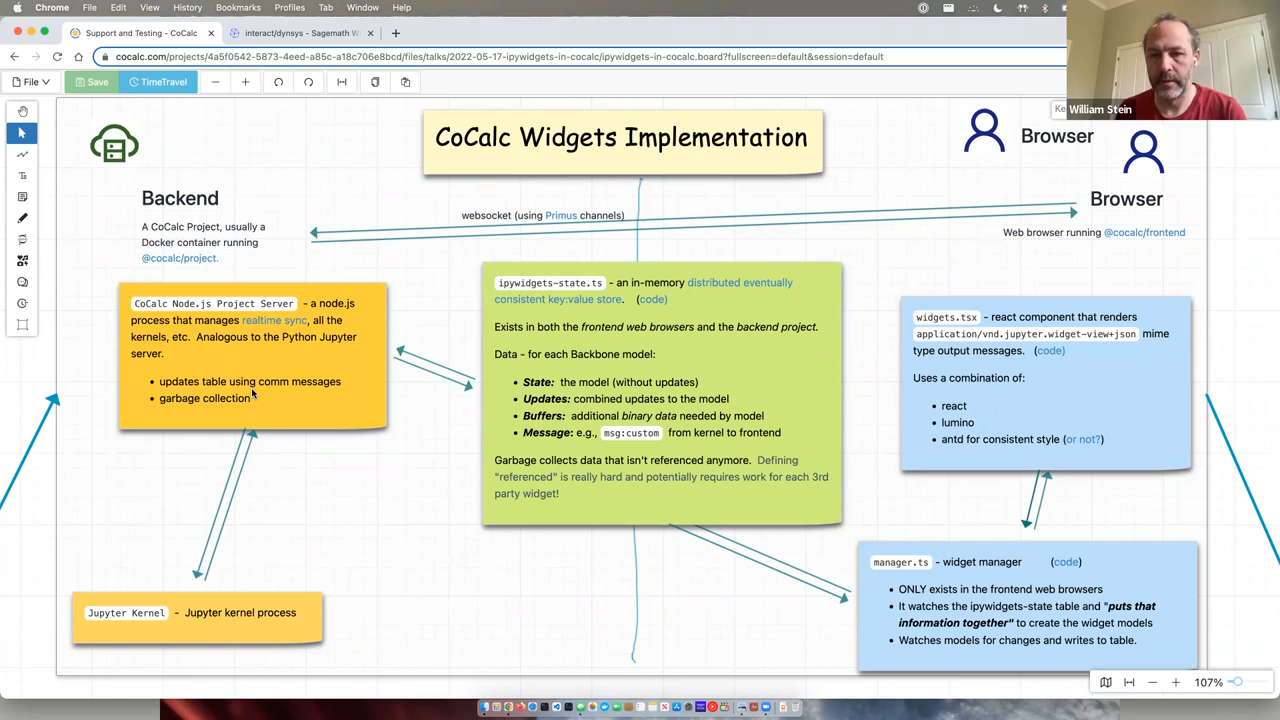 Chrome File Edit View History Bookmarks Profiles Tab Window Help
Support and Testing - CoCalc
interact/dynsys - Sagemath W
cocalc.com/projects/4a5f0542-5873-4eed-a85c-a18c706e8bcd/files/talks/2022-05-17-ipywidgets-in-cocalc/ipywidgets-in-cocalc.board?fullscreen=default&session=default
File
Save
TimeTravel
William Stein
CoCalc Widgets Implementation
Browser
Browser
Web browser running @cocalc/frontend
Backend
A CoCalc Project, usually a
Docker container running
@cocalc/project.
websocket (using Primus channels)
CoCalc Node.js Project Server - a node.js
process that manages realtime sync, all the
kernels, etc. Analogous to the Python Jupyter
server.
• updates table using comm messages
• garbage collection
Jupyter Kernel - Jupyter kernel process
ipywidgets-state.ts - an in-memory distributed eventually
consistent key:value store. (code)
Exists in both the frontend web browsers and the backend project.
Data - for each Backbone model:
• State: the model (without updates)
• Updates: combined updates to the model
• Buffers: additional binary data needed by model
• Message: e.g., msg:custom from kernel to frontend
Garbage collects data that isn't referenced anymore. Defining
"referenced" is really hard and potentially requires work for each 3rd
party widget!
widgets.tsx - react component that renders
application/vnd.jupyter.widget-view+json mime
type output messages. (code)
Uses a combination of:
• react
• lumino
• antd for consistent style (or not?)
manager.ts - widget manager (code)
• ONLY exists in the frontend web browsers
• It watches the ipywidgets-state table and "puts that
information together" to create the widget models
• Watches models for changes and writes to table.
107%